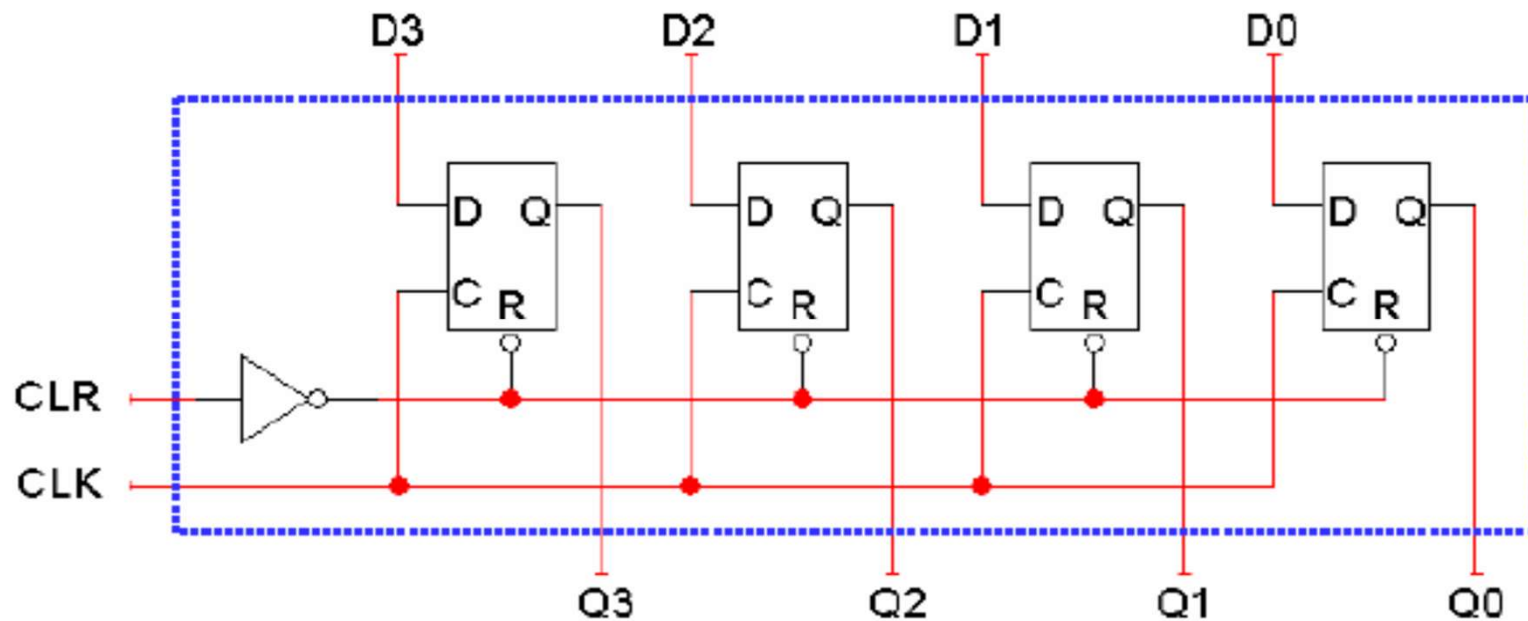 D3 D2 D1 D0
D Q D Q D Q D Q
C R C R C R C R
CLR
CLK
Q3 Q2 Q1 Q0